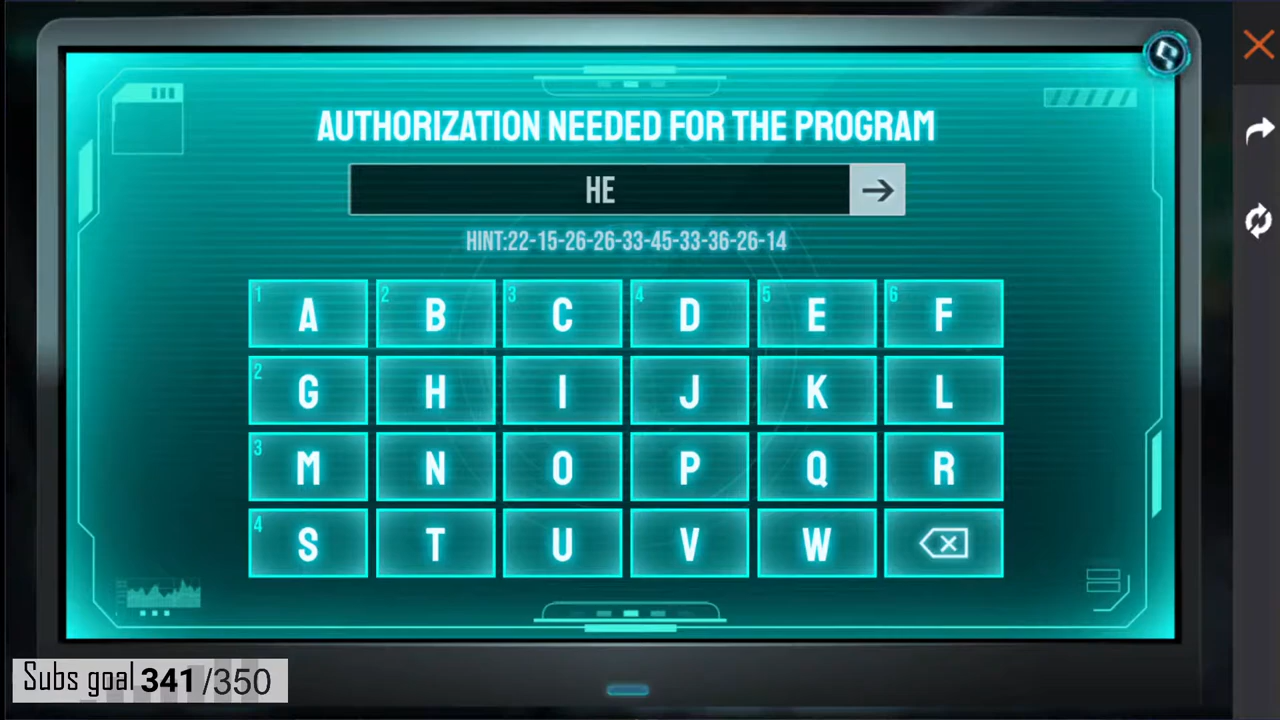 AUTHORIZATION NEEDED FOR THE PROGRAM
HE
HINT:22-15-26-26-33-45-33-36-26-14
1 A 2 B 3 C 4 D 5 E 6 F
2 G H I J K L
3 M N O P Q R
4 S T U V W
Subs goal 341/350